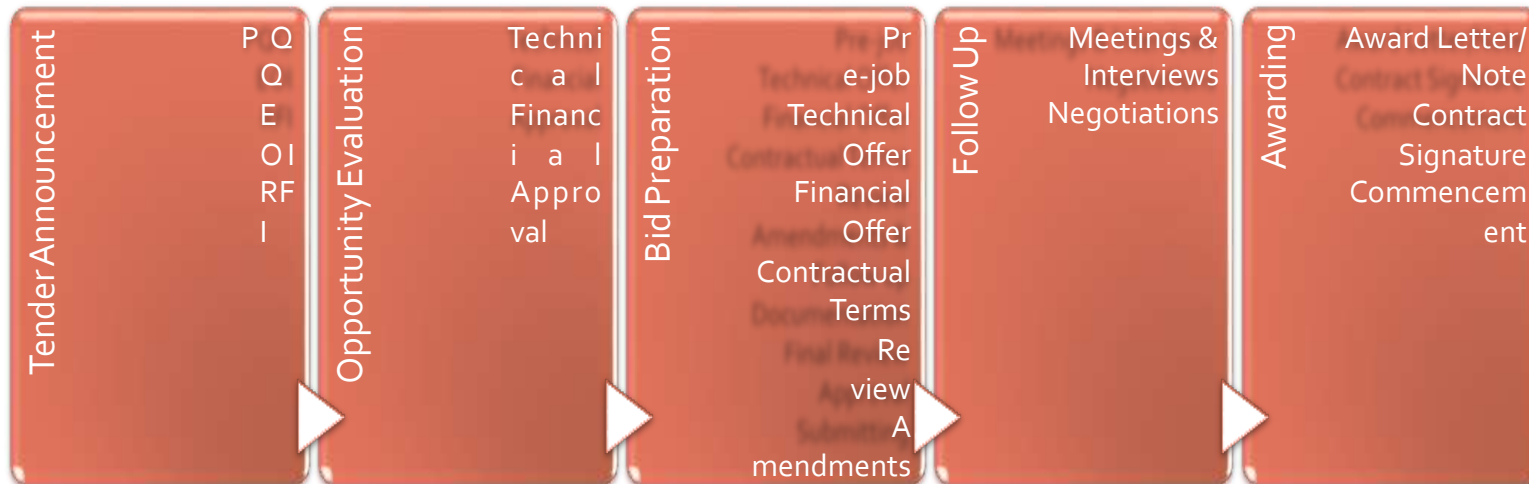 Tender Announcement
P Q
Q
E
OI
RF
I
Opportunity Evaluation
Techni
c a l
Financ
i a l
Appro
val
Bid Preparation
Pr
e-job
Technical
Offer
Financial
Offer
Contractual
Terms
Re
view
A
mendments
Follow Up
Meetings &
Interviews
Negotiations
Awarding
Award Letter/
Note
Contract
Signature
Commencem
ent